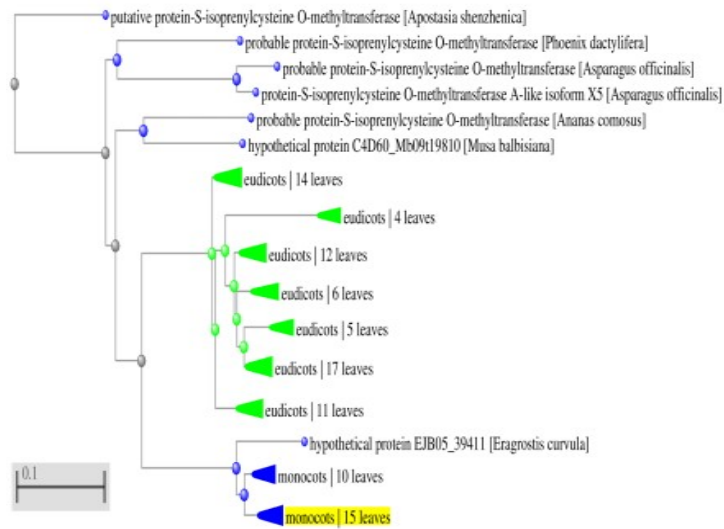 putative protein-S-isoprenylcysteine O-methyltransferase [Apostasia shenzhenica]
probable protein-S-isoprenylcysteine O-methyltransferase [Phoenix dactylifera]
probable protein-S-isoprenylcysteine O-methyltransferase [Asparagus officinalis]
protein-S-isoprenylcysteine O-methyltransferase A-like isoform X5 [Asparagus officinalis]
probable protein-S-isoprenylcysteine O-methyltransferase [Ananas comosus]
hypothetical protein C4D60_Mb09t19810 [Musa balbisiana]
eudicots | 14 leaves
eudicots | 4 leaves
eudicots | 12 leaves
eudicots | 6 leaves
eudicots | 5 leaves
eudicots | 17 leaves
eudicots | 11 leaves
hypothetical protein EJB05_39411 [Eragrostis curvula]
0.1
monocots | 10 leaves
monocots | 15 leaves